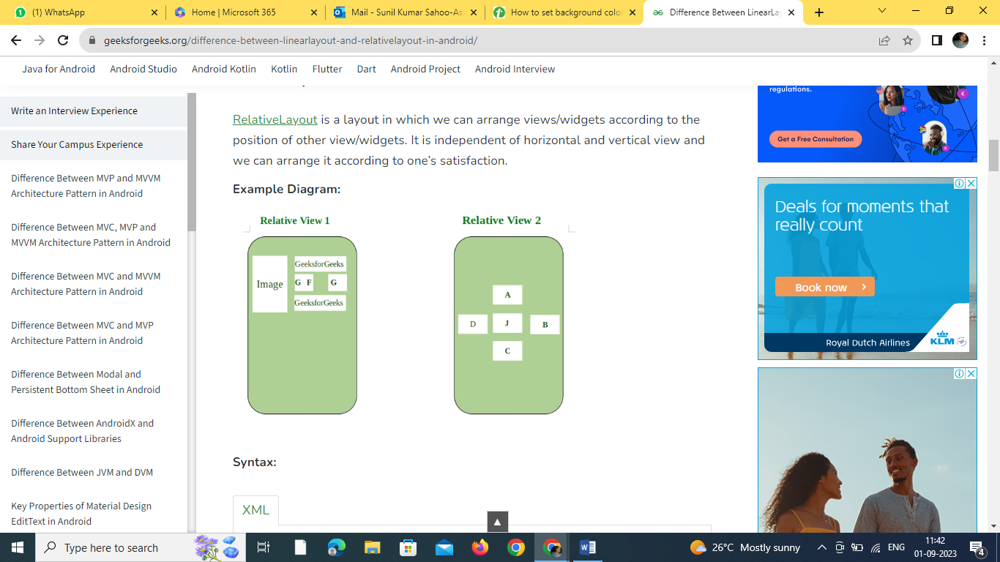 (1) WhatsApp
Home | Microsoft 365
Mail - Sunil Kumar Sahoo-As
How to set background colo
Difference Between LinearLay
geeksforgeeks.org/difference-between-linearlayout-and-relativelayout-in-android/
Java for Android Android Studio Android Kotlin Kotlin Flutter Dart Android Project Android Interview
Write an Interview Experience
Share Your Campus Experience
Difference Between MVP and MVVM
Architecture Pattern in Android
Difference Between MVC, MVP and
MVVM Architecture Pattern in Android
Difference Between MVC and MVVM
Architecture Pattern in Android
Difference Between MVC and MVP
Architecture Pattern in Android
Difference Between Modal and
Persistent Bottom Sheet in Android
Difference Between AndroidX and
Android Support Libraries
Difference Between JVM and DVM
Key Properties of Material Design
EditText in Android
RelativeLayout is a layout in which we can arrange views/widgets according to the
position of other view/widgets. It is independent of horizontal and vertical view and
we can arrange it according to one's satisfaction.
Example Diagram:
Relative View 1
Image
GeeksforGeeks
G F G
GeeksforGeeks
Relative View 2
A
D J B
C
Syntax:
XML
regulations.
Get a Free Consultation
Deals for moments that
really count
Book now
Royal Dutch Airlines
KLM
Type here to search
26°C Mostly sunny
ENG
11:42
01-09-2023
4